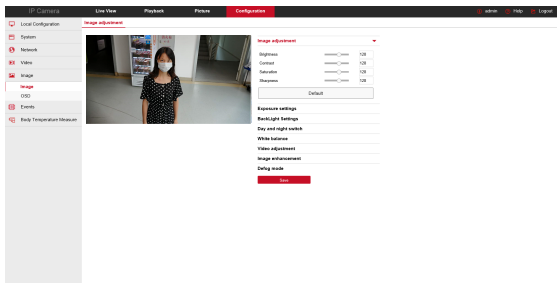 IP Camera
Live View
Playback
Picture
Configuration
admin
Help
Logout
Local Configuration
System
Network
Video
Image
Image
OSD
Events
Body Temperature Measure
Image adjustment
Image adjustment
Brightness 128
Contrast 128
Saturation 128
Sharpness 128
Default
Exposure settings
BackLight Settings
Day and night switch
White balance
Video adjustment
Image enhancement
Defog mode
Save